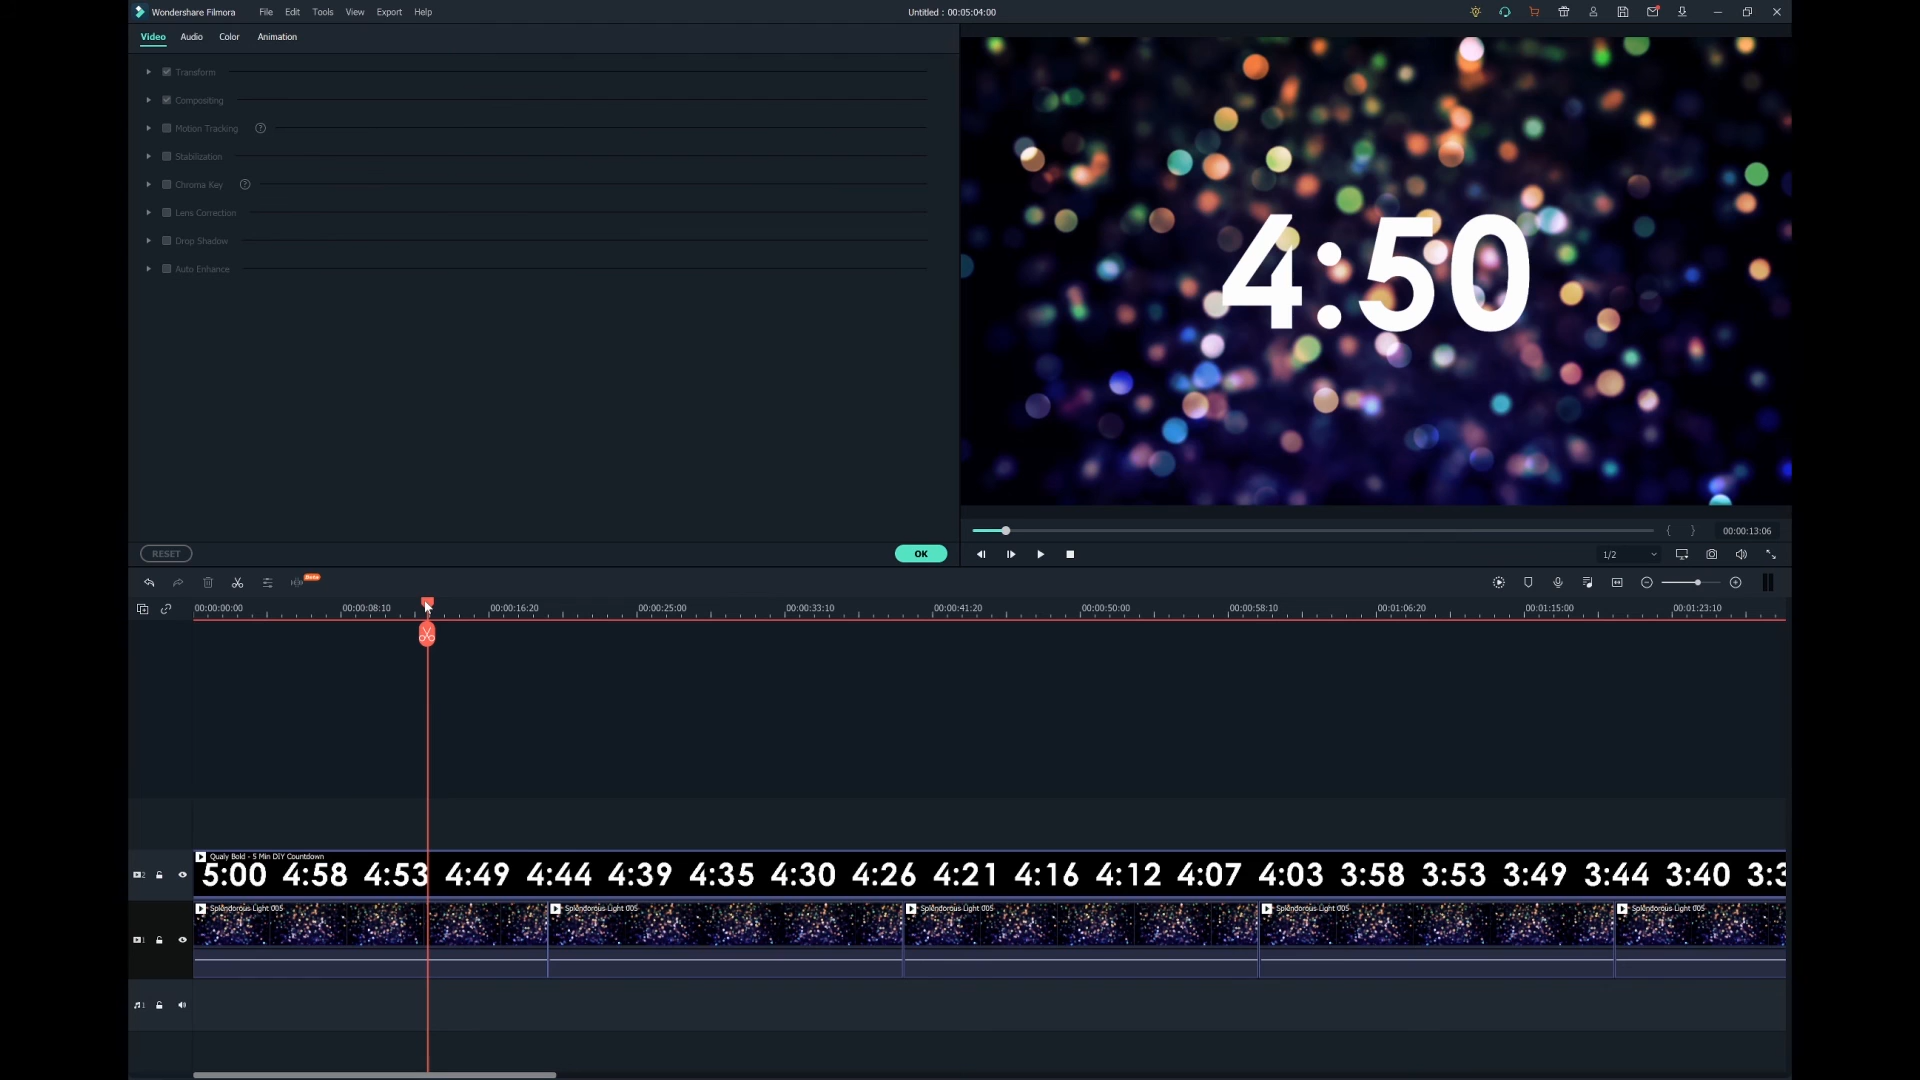 Wondershare Filmora File Edit Tools View Export Help Untitled : 00:05:04:00
Video Audio Color Animation
Transform
Compositing
Motion Tracking ?
Stabilization
Chroma Key ?
Lens Correction
Drop Shadow
Auto Enhance
4:50
{ } 00:00:13:06
RESET OK 1/2
Beta
00:00:00:00 00:00:08:10 00:00:16:20 00:00:25:00 00:00:33:10 00:00:41:20 00:00:50:00 00:00:58:10 00:01:06:20 00:01:15:00 00:01:23:10
Qualy Bold - 5 Min DIY Countdown
2 5:00 4:58 4:53 4:49 4:44 4:39 4:35 4:30 4:26 4:21 4:16 4:12 4:07 4:03 3:58 3:53 3:49 3:44 3:40 3:3
Splendorous Light 005 Splendorous Light 005 Splendorous Light 005 Splendorous Light 005 Splendorous Light 005
1
1